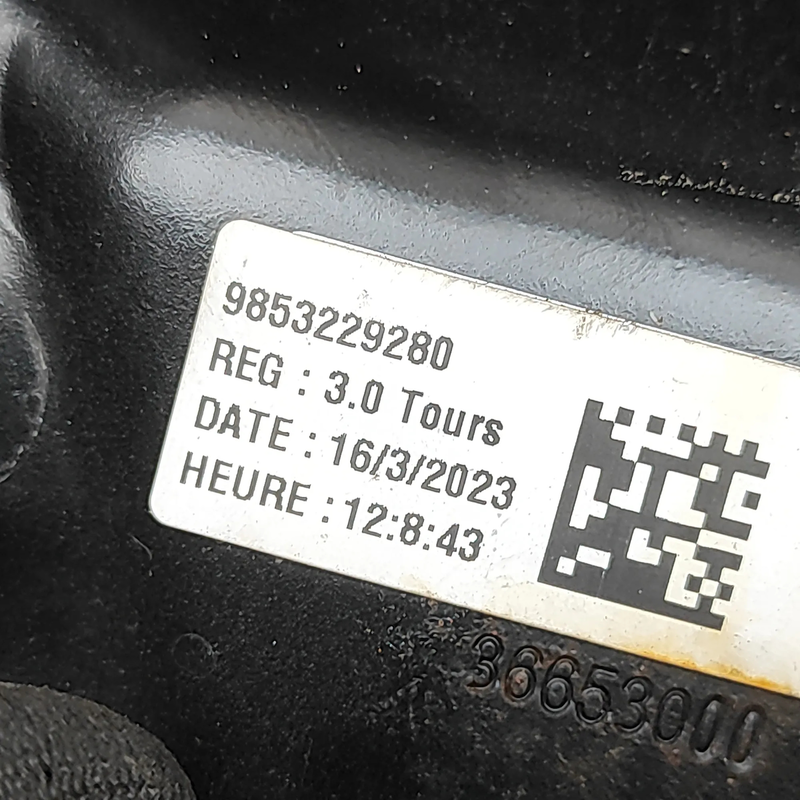 9853229280
REG : 3.0 Tours
DATE : 16/3/2023
HEURE : 12:8:43
36653000